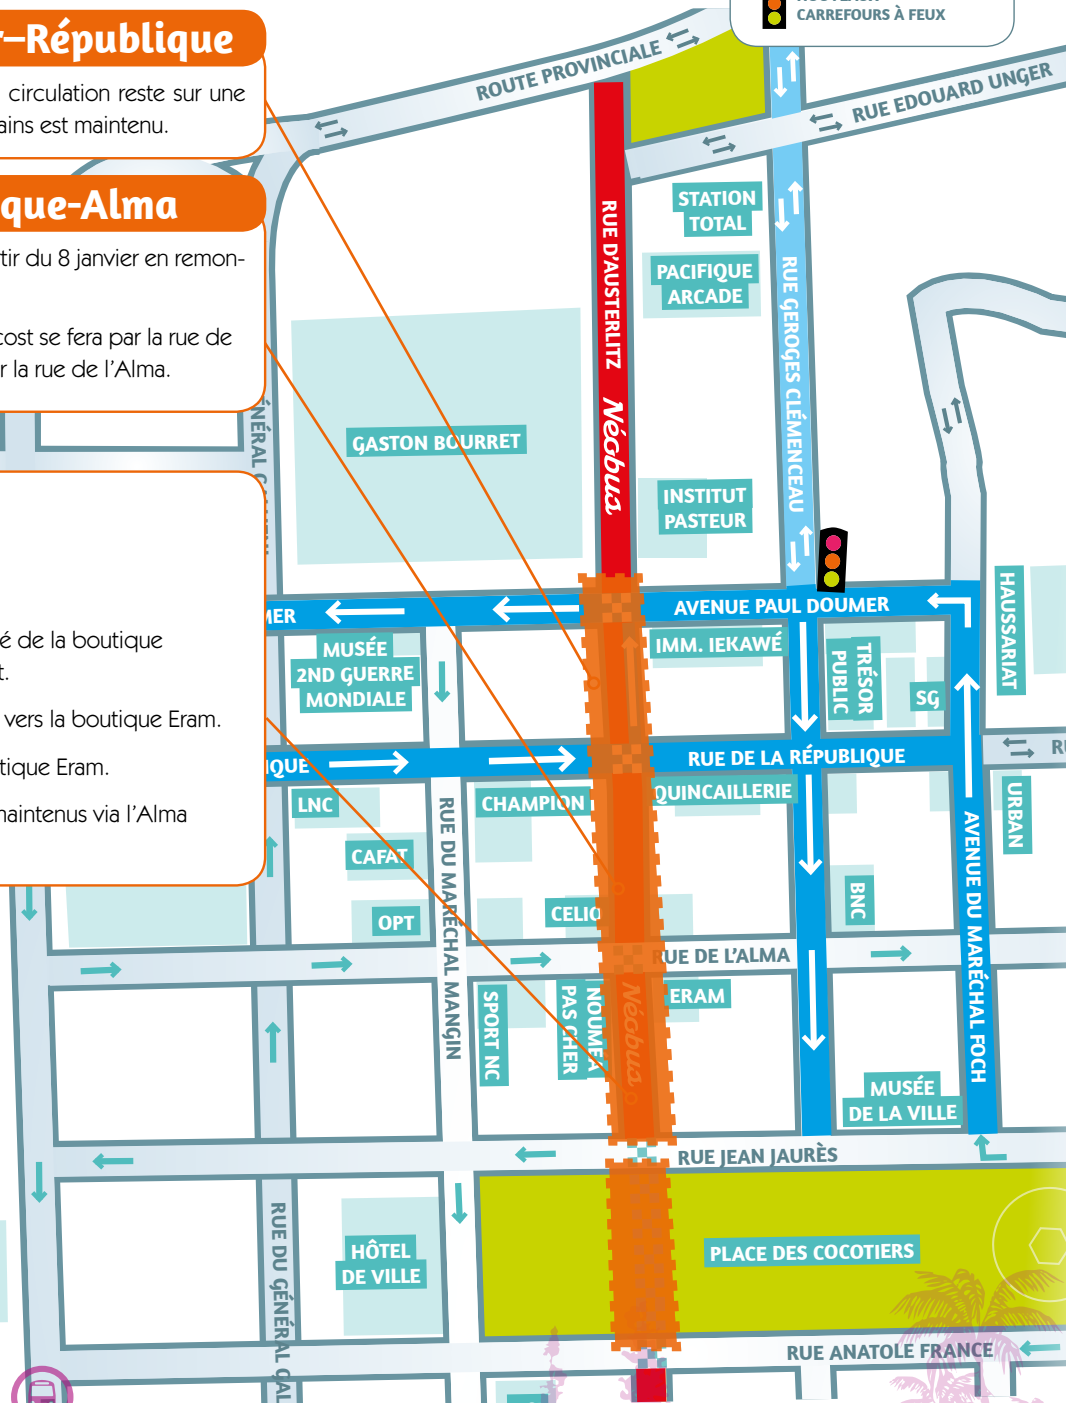 r–République
circulation reste sur une
ains est maintenu.
que-Alma
tir du 8 janvier en remon-
cost se fera par la rue de
r la rue de l'Alma.
é de la boutique
t.
vers la boutique Eram.
tique Eram.
maintenus via l'Alma
CARREFOURS À FEUX
ROUTE PROVINCIALE
RUE EDOUARD UNGER
STATION
TOTAL
PACIFIQUE
ARCADE
RUE D'AUSTERLITZ
Néobus
RUE GEROGES CLÉMENCEAU
GASTON BOURRET
INSTITUT
PASTEUR
MER
AVENUE PAUL DOUMER
HAUSSARIAT
MUSÉE
2ND GUERRE
MONDIALE
IMM. IEKAWÉ
TRÉSOR
PUBLIC
SG
IQUE
RUE DE LA RÉPUBLIQUE
RU
LNC
CHAMPION
QUINCAILLERIE
URBAN
CAFAT
RUE DU MARÉCHAL MANGIN
AVENUE DU MARÉCHAL FOCH
OPT
CELIO
BNC
RUE DE L'ALMA
SPORT NC
NOUMEA
PAS CHER
Néobus
ERAM
MUSÉE
DE LA VILLE
RUE JEAN JAURÈS
RUE DU GÉNÉRAL GAL
HÔTEL
DE VILLE
PLACE DES COCOTIERS
RUE ANATOLE FRANCE